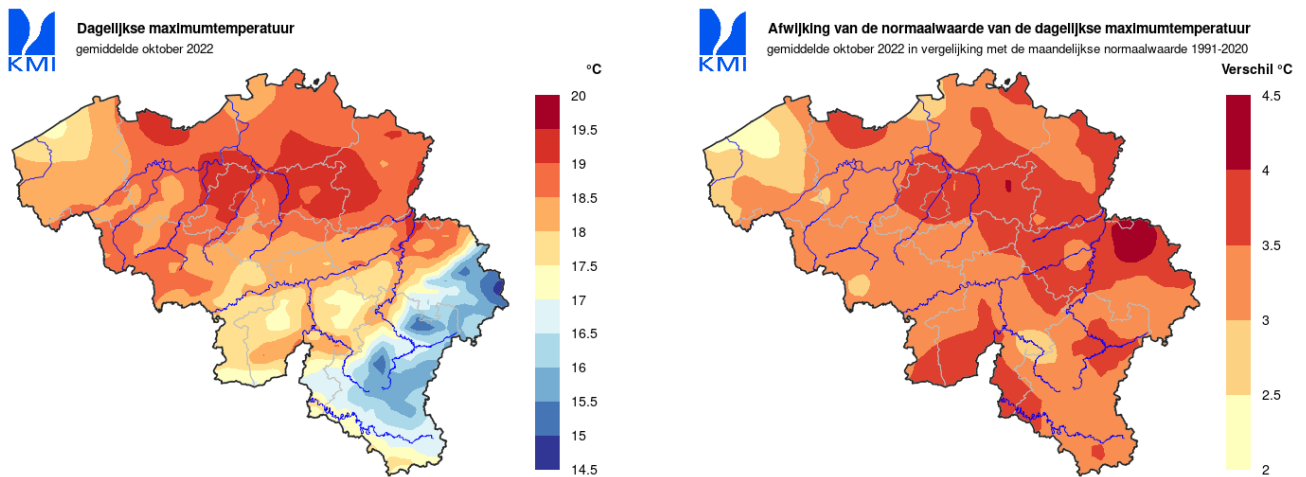 KMI
Dagelijkse maximumtemperatuur
gemiddelde oktober 2022
°C
20
19.5
19
18.5
18
17.5
17
16.5
16
15.5
15
14.5
KMI
Afwijking van de normaalwaarde van de dagelijkse maximumtemperatuur
gemiddelde oktober 2022 in vergelijking met de maandelijkse normaalwaarde 1991-2020
Verschil °C
4.5
4
3.5
3
2.5
2